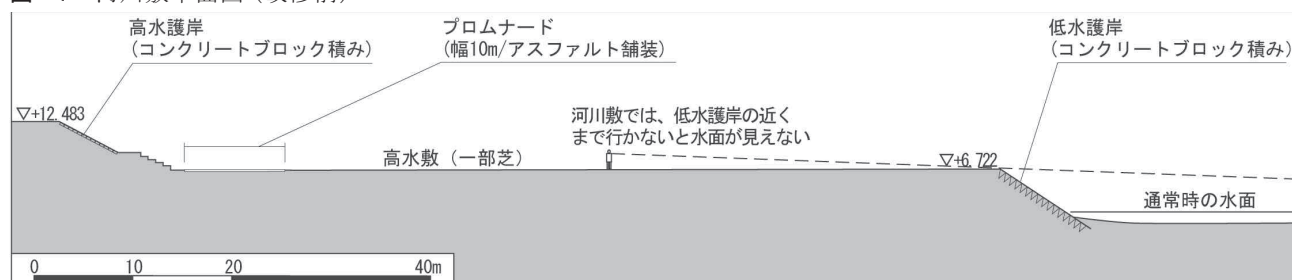 高水護岸
(コンクリートブロック積み)
プロムナード
(幅10m/アスファルト舗装)
低水護岸
(コンクリートブロック積み)
▽+12.483
河川敷では、低水護岸の近く
まで行かないと水面が見えない
高水敷（一部芝）
▽+6.722
通常時の水面
0 10 20 40m